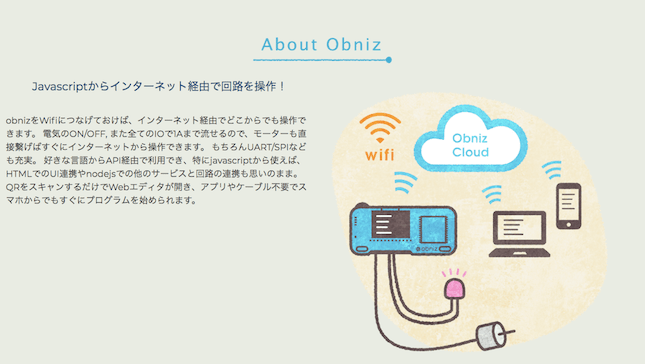 About Obniz
Javascriptからインターネット経由で回路を操作！
obnizをWifiにつなげておけば、インターネット経由でどこからでも操作で
きます。 電気のON/OFF, また全てのIOで1Aまで流せるので、モーターも直
接繋げばすぐにインターネットから操作できます。 もちろんUART/SPIなど
も充実。 好きな言語からAPI経由で利用でき、特にjavascriptから使えば、
HTMLでのUI連携やnodejsでの他のサービスと回路の連携も思いのまま。
QRをスキャンするだけでWebエディタが開き、アプリやケーブル不要でス
マホからでもすぐにプログラムを始められます。
wifi
Obniz
Cloud
obniz